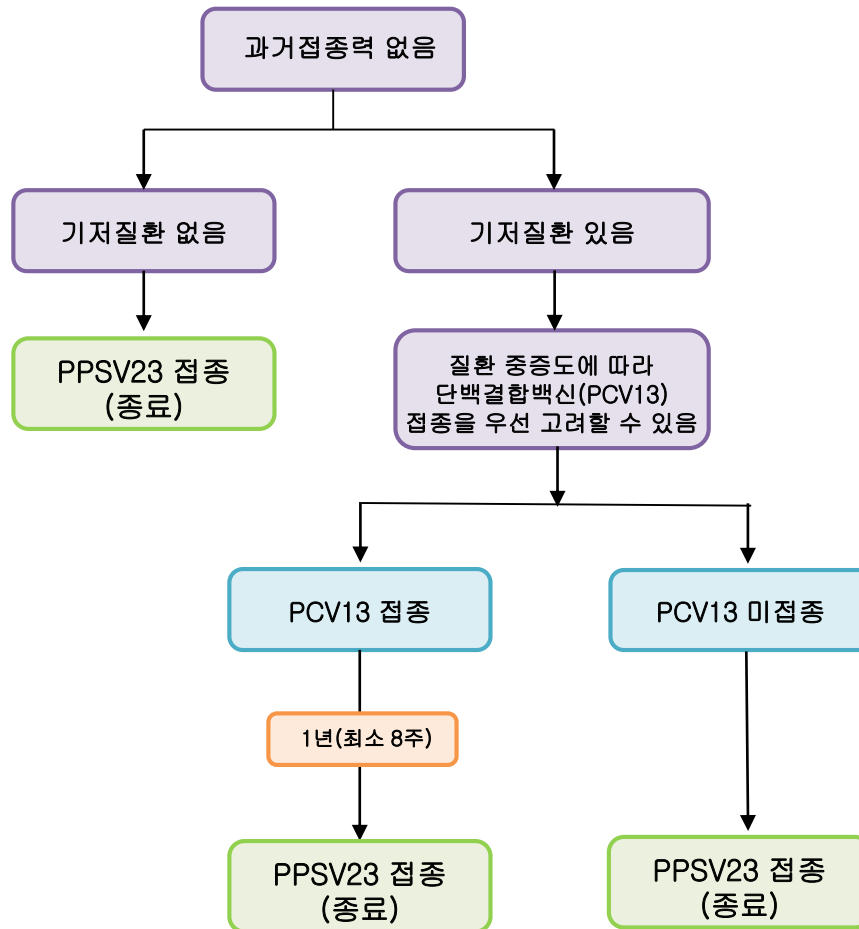 과거접종력 없음
기저질환 없음
기저질환 있음
PPSV23 접종
(종료)
질환 중증도에 따라
단백결합백신(PCV13)
접종을 우선 고려할 수 있음
PCV13 접종
PCV13 미접종
1년(최소 8주)
PPSV23 접종
(종료)
PPSV23 접종
(종료)